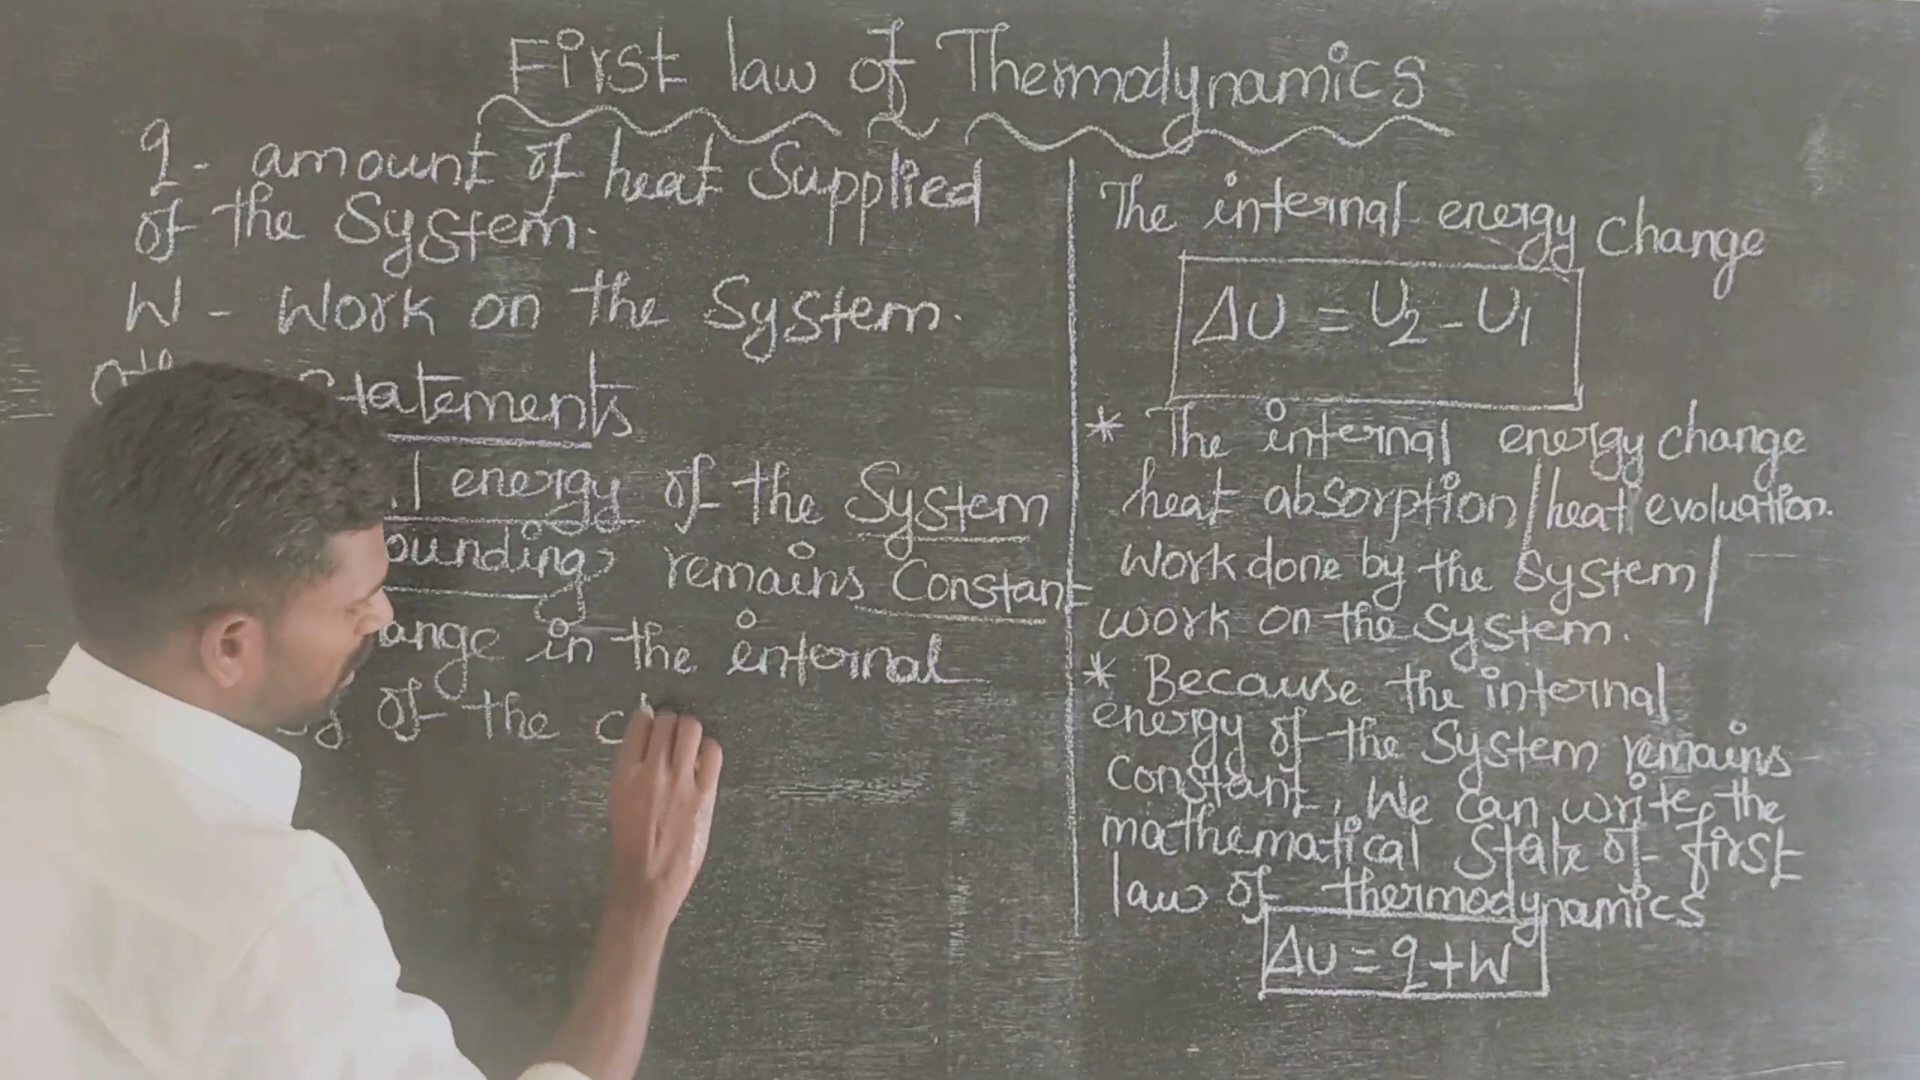 First law of Thermodynamics
q - amount of heat Supplied
of the System.
W - Work on the System.
Statements
energy of the System
remains Constant
in the internal
of the
The internal energy change
ΔU = U2 - U1
* The internal energy change
heat absorption / heat evoluation.
work done by the System /
work on the System.
* Because the internal
energy of the System remains
Constant, We Can write the
mathematical State of first
law of thermodynamics
ΔU = q + W